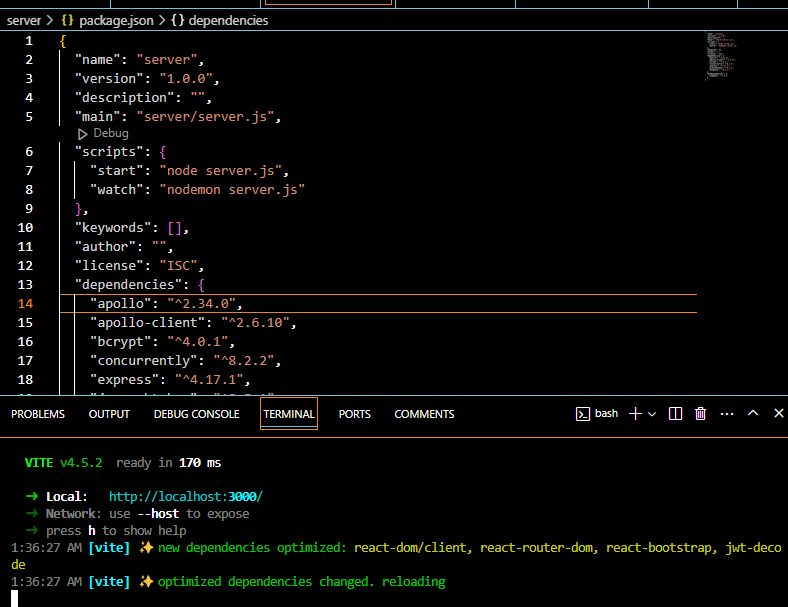 server > {} package.json > {} dependencies
1 {
2 "name": "server",
3 "version": "1.0.0",
4 "description": "",
5 "main": "server/server.js",
Debug
6 "scripts": {
7 "start": "node server.js",
8 "watch": "nodemon server.js"
9 },
10 "keywords": [],
11 "author": "",
12 "license": "ISC",
13 "dependencies": {
14 "apollo": "^2.34.0",
15 "apollo-client": "^2.6.10",
16 "bcrypt": "^4.0.1",
17 "concurrently": "^8.2.2",
18 "express": "^4.17.1",
PROBLEMS OUTPUT DEBUG CONSOLE TERMINAL PORTS COMMENTS bash
VITE v4.5.2 ready in 170 ms
➜ Local: http://localhost:3000/
➜ Network: use --host to expose
➜ press h to show help
1:36:27 AM [vite] ✨ new dependencies optimized: react-dom/client, react-router-dom, react-bootstrap, jwt-deco
de
1:36:27 AM [vite] ✨ optimized dependencies changed. reloading